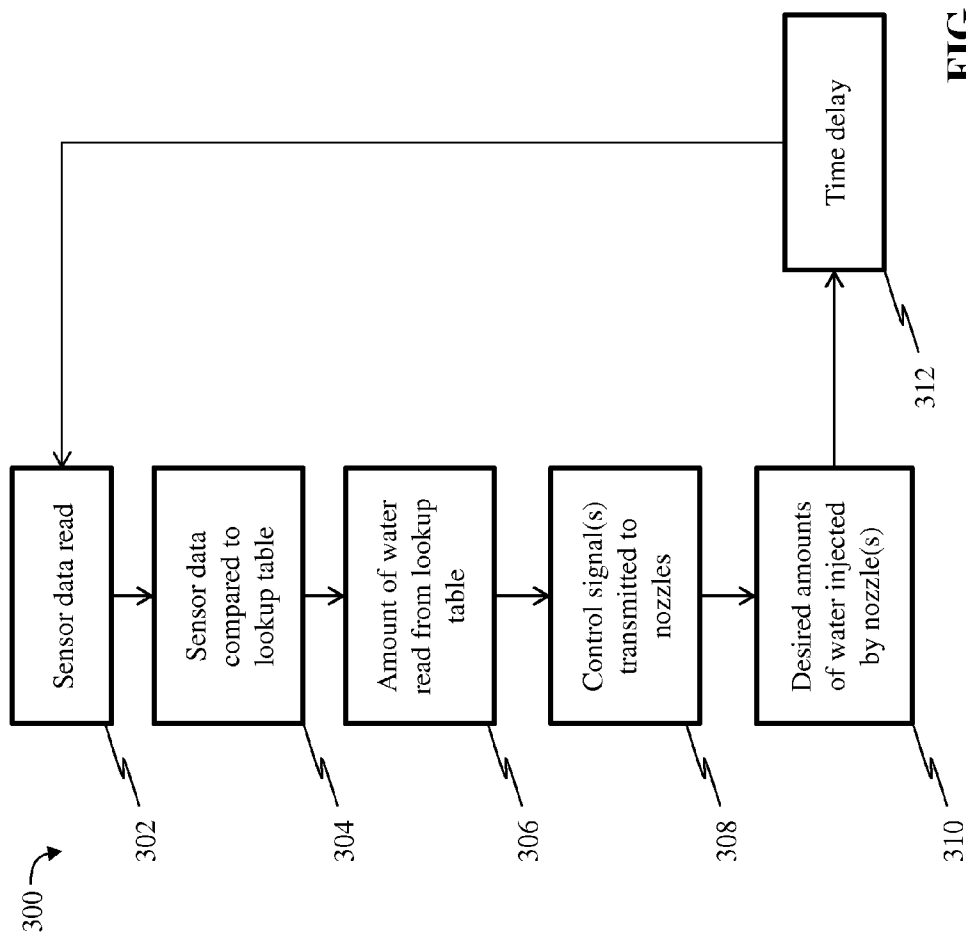 300
Sensor data read
302
Sensor data
compared to
lookup table
304
Amount of water
read from lookup
table
306
Control signal(s)
transmitted to
nozzles
308
Desired amounts
of water injected
by nozzle(s)
310
Time delay
312
FIG